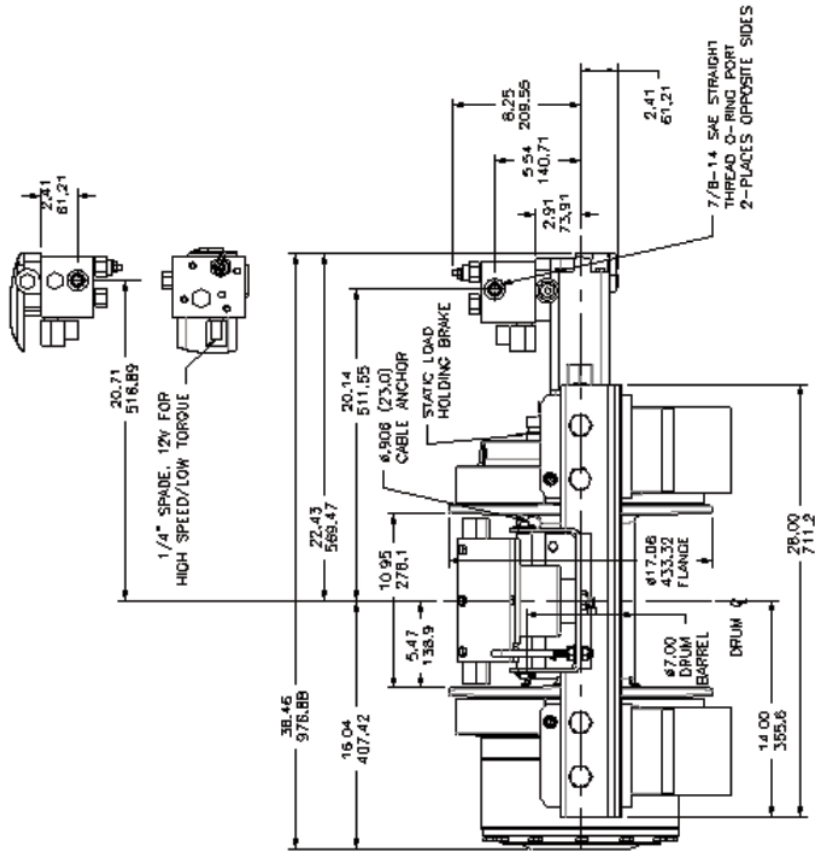 2.41
61,21
20.71
516.89
1/4" SPADE, 12V FOR
HIGH SPEED/LOW TORQUE
38.46
976.88
22.43
569.47
16.04
407.42
20.14
511.55
10.95
278.1
5.47
138.9
ø.906 (23.0)
CABLE ANCHOR
STATIC LOAD
HOLDING BRAKE
8.25
209.56
5.54
140.71
2.91
73,91
2.41
61,21
7/8-14 SAE STRAIGHT
THREAD O-RING PORT
2-PLACES OPPOSITE SIDES
ø17.06
433.32
FLANGE
ø7.00
DRUM
BARREL
DRUM ℄
14.00
355.6
28.00
711.2